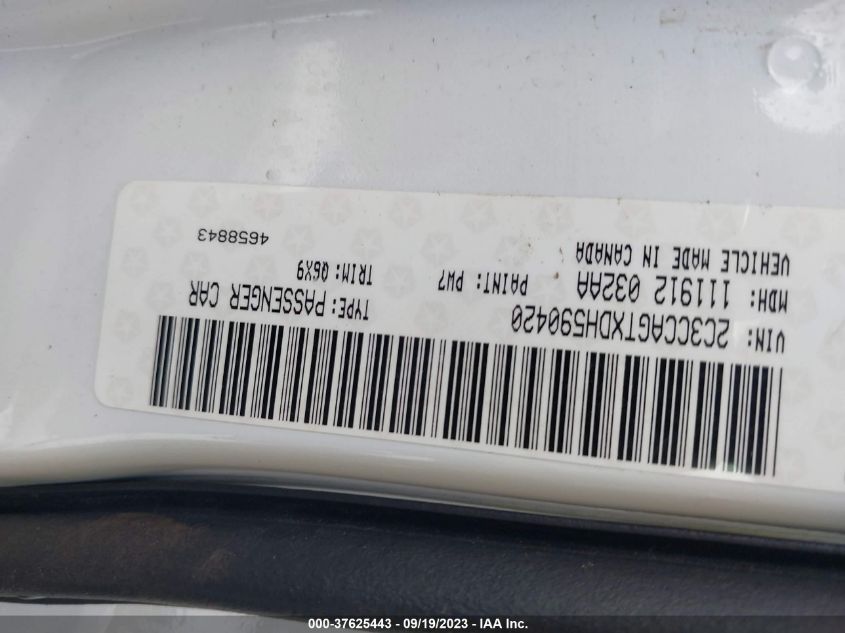 VIN: 2C3CCAGTXDH590420 TYPE: PASSENGER CAR
MDH: 111912 032AA PAINT: PW7 TRIM: Q6X9
VEHICLE MADE IN CANADA 4658843
000-37625443 - 09/19/2023 - IAA Inc.